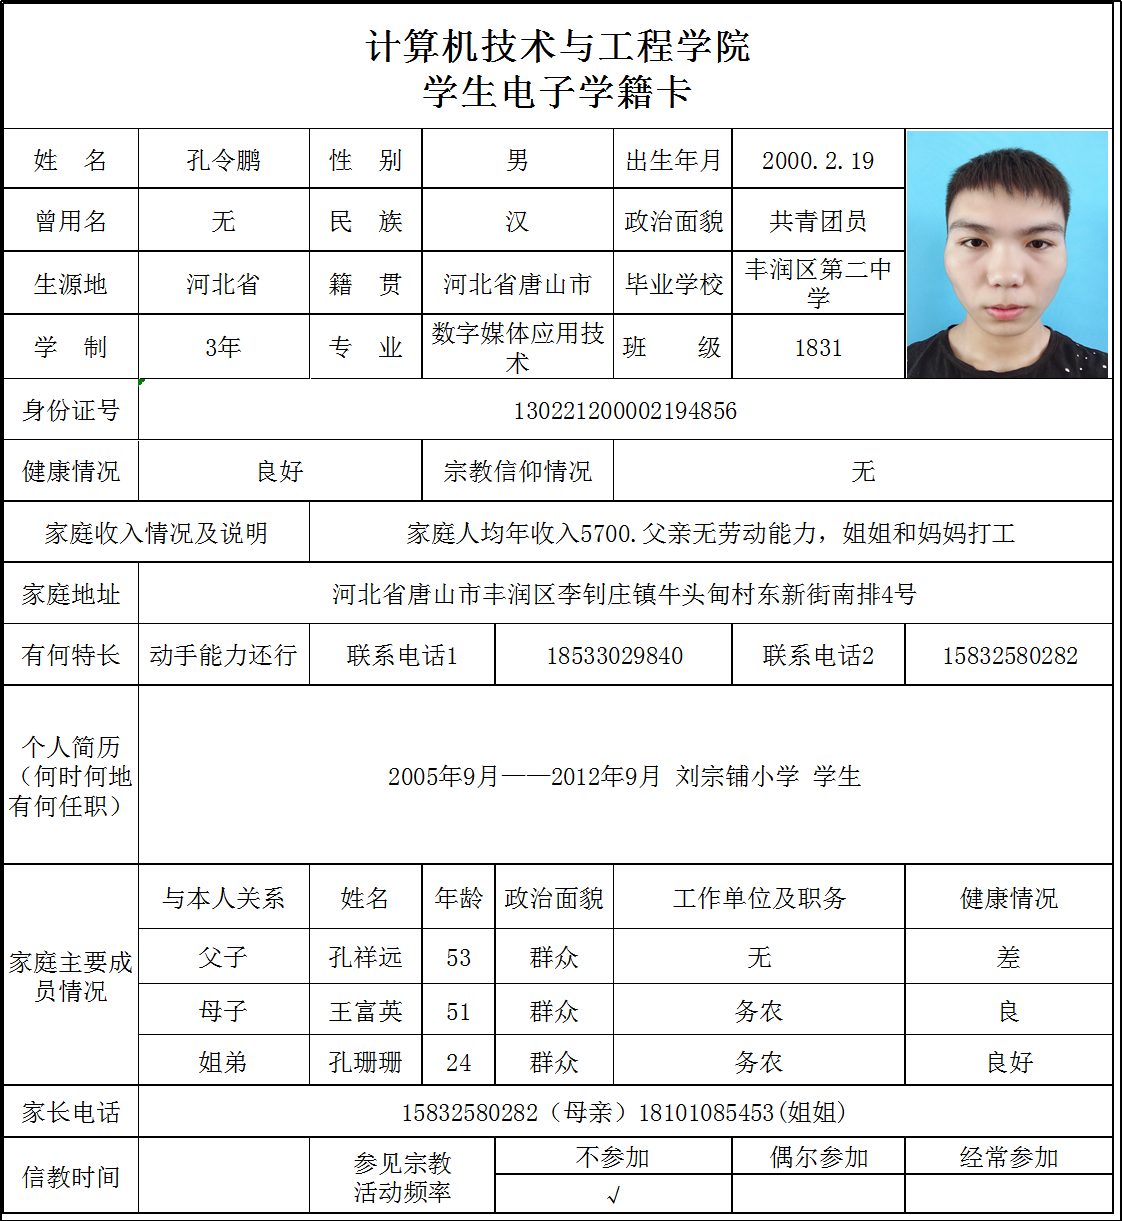 计算机技术与工程学院
学生电子学籍卡
姓 名 孔令鹏 性 别 男 出生年月 2000.2.19
曾用名 无 民 族 汉 政治面貌 共青团员
生源地 河北省 籍 贯 河北省唐山市 毕业学校 丰润区第二中
学
学 制 3年 专 业 数字媒体应用技
术 班 级 1831
身份证号 130221200002194856
健康情况 良好 宗教信仰情况 无
家庭收入情况及说明 家庭人均年收入5700.父亲无劳动能力，姐姐和妈妈打工
家庭地址 河北省唐山市丰润区李钊庄镇牛头甸村东新街南排4号
有何特长 动手能力还行 联系电话1 18533029840 联系电话2 15832580282
个人简历
（何时何地
有何任职）
2005年9月——2012年9月 刘宗铺小学 学生
家庭主要成
员情况
与本人关系 姓名 年龄 政治面貌 工作单位及职务 健康情况
父子 孔祥远 53 群众 无 差
母子 王富英 51 群众 务农 良
姐弟 孔珊珊 24 群众 务农 良好
家长电话 15832580282（母亲）18101085453(姐姐)
信教时间 参见宗教
活动频率
不参加 偶尔参加 经常参加
√